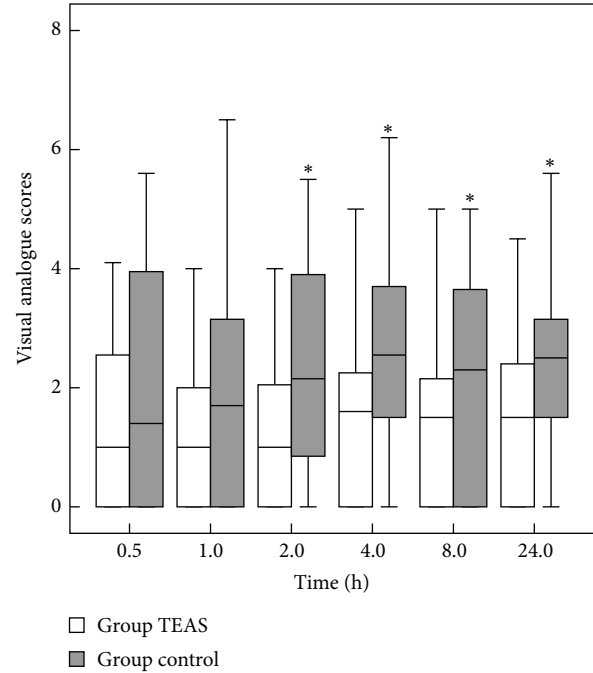 8
6
4
2
0
Visual analogue scores
*
*
*
*
0.5 1.0 2.0 4.0 8.0 24.0
Time (h)
Group TEAS
Group control